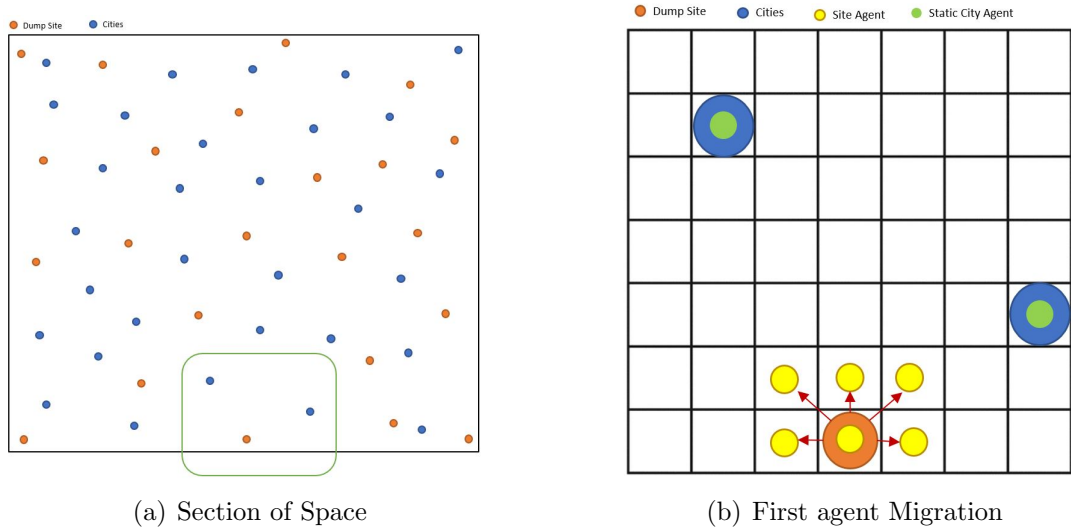 Dump Site Cities
Dump Site Cities Site Agent Static City Agent
(a) Section of Space
(b) First agent Migration